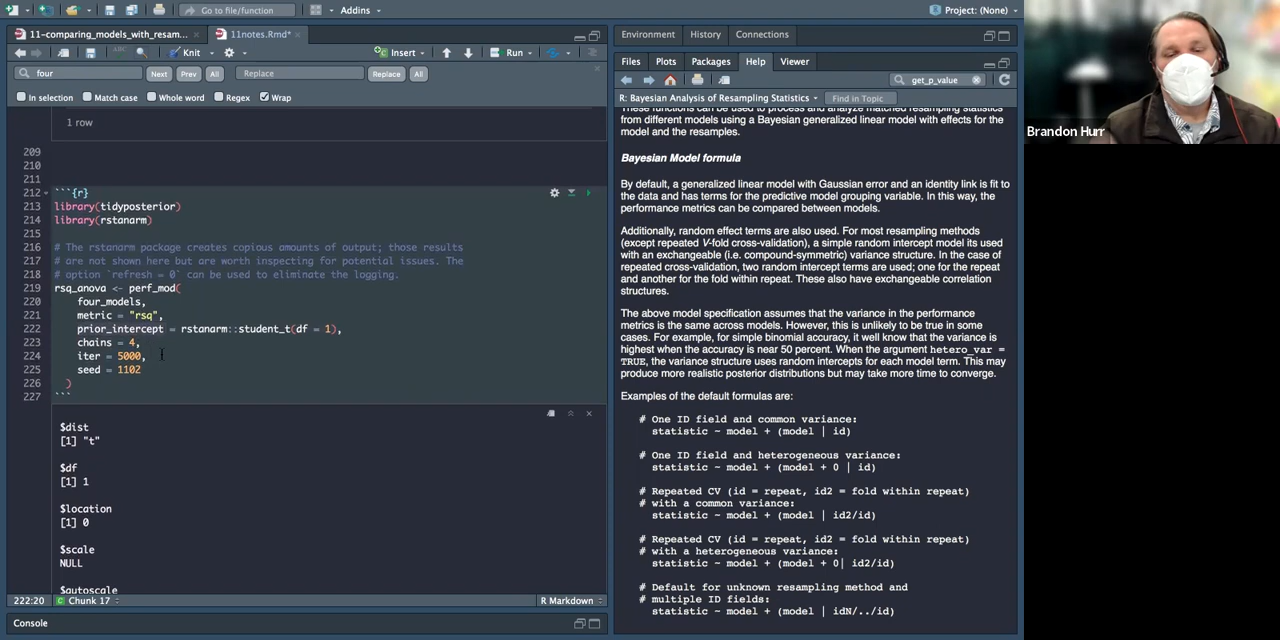 Go to file/function
Addins
Project: (None)
11-comparing_models_with_resam...
11notes.Rmd*
Knit
Insert
Run
four
Next
Prev
All
Replace
Replace
All
In selection
Match case
Whole word
Regex
Wrap
1 row
209
210
211
212 ```{r}
213 library(tidyposterior)
214 library(rstanarm)
215
216 # The rstanarm package creates copious amounts of output; those results
217 # are not shown here but are worth inspecting for potential issues. The
218 # option `refresh = 0` can be used to eliminate the logging.
219 rsq_anova <- perf_mod(
220 four_models,
221 metric = "rsq",
222 prior_intercept = rstanarm::student_t(df = 1),
223 chains = 4,
224 iter = 5000,
225 seed = 1102
226 )
227 ```
$dist
[1] "t"
$df
[1] 1
$location
[1] 0
$scale
NULL
$autoscale
222:20
Chunk 17
R Markdown
Console
Environment
History
Connections
Files
Plots
Packages
Help
Viewer
get_p_value
R: Bayesian Analysis of Resampling Statistics
Find in Topic
These functions can be used to process and analyze matched resampling statistics
from different models using a Bayesian generalized linear model with effects for the
model and the resamples.
Bayesian Model formula
By default, a generalized linear model with Gaussian error and an identity link is fit to
the data and has terms for the predictive model grouping variable. In this way, the
performance metrics can be compared between models.
Additionally, random effect terms are also used. For most resampling methods
(except repeated V-fold cross-validation), a simple random intercept model its used
with an exchangeable (i.e. compound-symmetric) variance structure. In the case of
repeated cross-validation, two random intercept terms are used; one for the repeat
and another for the fold within repeat. These also have exchangeable correlation
structures.
The above model specification assumes that the variance in the performance
metrics is the same across models. However, this is unlikely to be true in some
cases. For example, for simple binomial accuracy, it well know that the variance is
highest when the accuracy is near 50 percent. When the argument hetero_var =
TRUE, the variance structure uses random intercepts for each model term. This may
produce more realistic posterior distributions but may take more time to converge.
Examples of the default formulas are:
# One ID field and common variance:
statistic ~ model + (model | id)
# One ID field and heterogeneous variance:
statistic ~ model + (model + 0 | id)
# Repeated CV (id = repeat, id2 = fold within repeat)
# with a common variance:
statistic ~ model + (model | id2/id)
# Repeated CV (id = repeat, id2 = fold within repeat)
# with a heterogeneous variance:
statistic ~ model + (model + 0| id2/id)
# Default for unknown resampling method and
# multiple ID fields:
statistic ~ model + (model | idN/../id)
Brandon Hurr